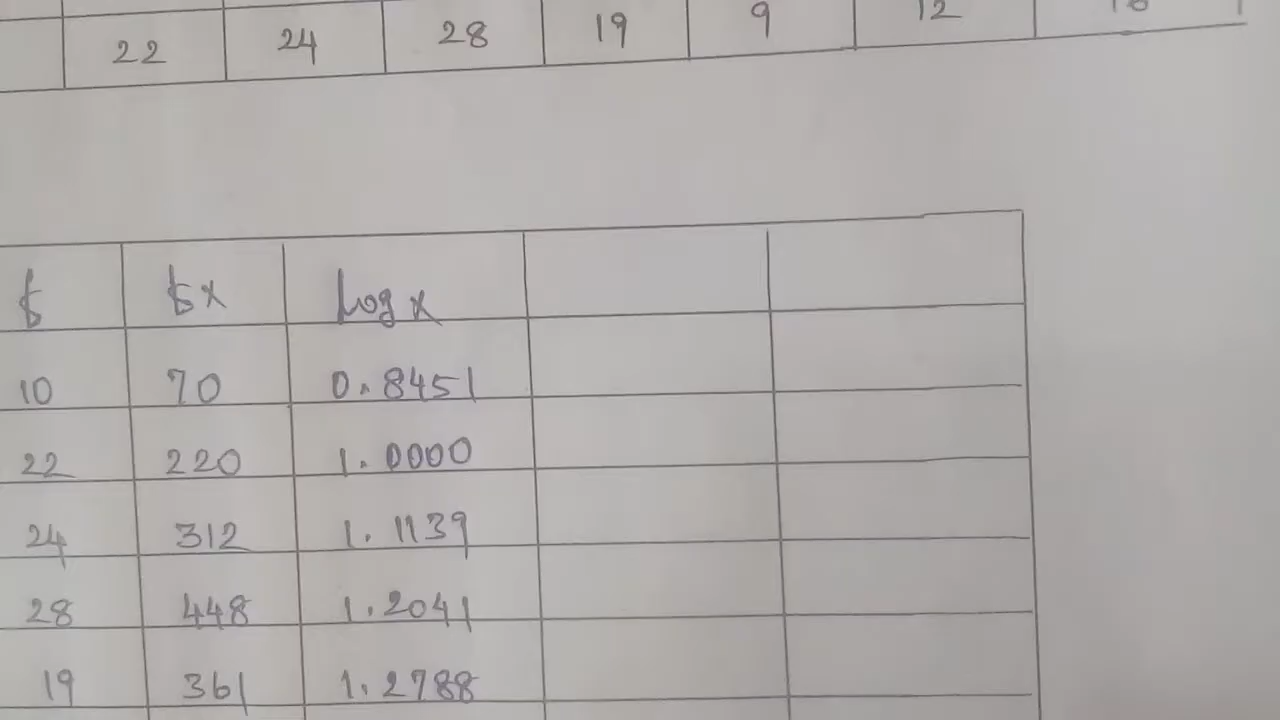 22 24 28 19 9 12
f fx Log x
10 70 0.8451
22 220 1.0000
24 312 1.1139
28 448 1.2041
19 361 1.2788